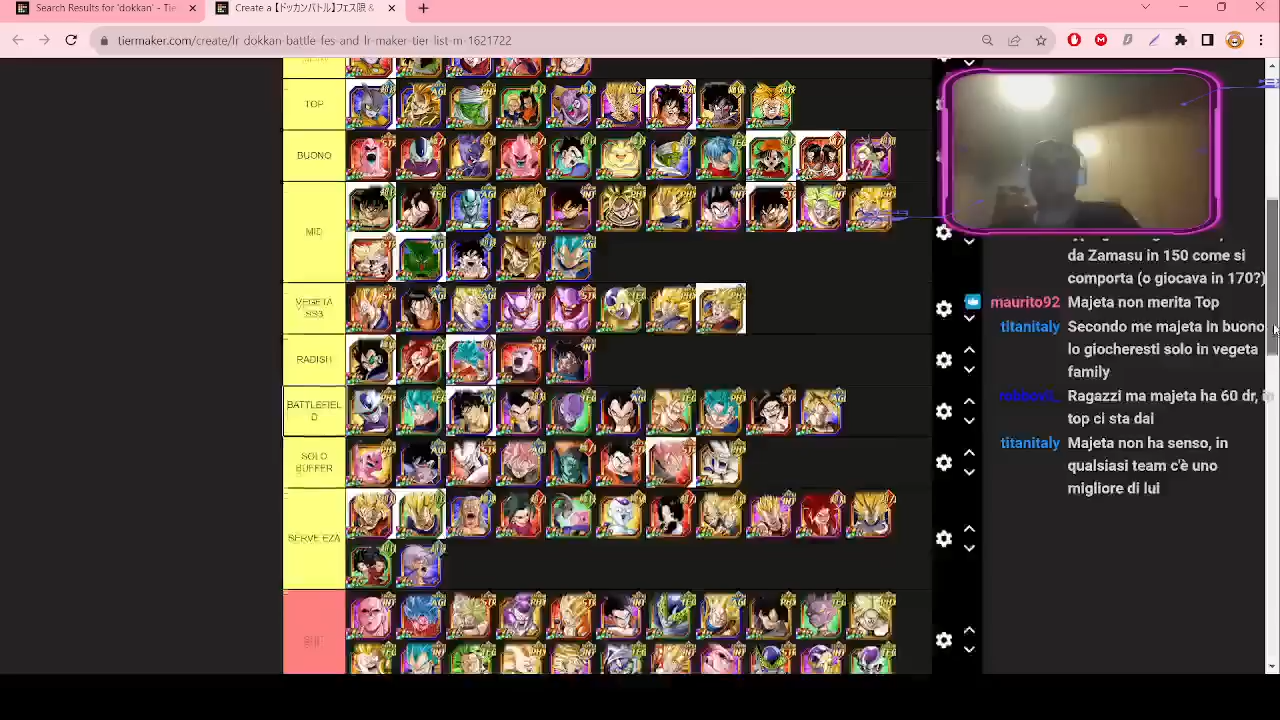 Search Results for 'dokkan' - Tie
Create a【ドッカンバトル】フェス限 &
tiermaker.com/create/lr-dokkan-battle-fes-and-lr-maker-tier-list-m-1621722
TOP
BUONO
MID
VEGETA
SS3
RADISH
BATTLEFIEL
D
SOLO
BUFFER
SERVE EZA
da Zamasu in 150 come si
comporta (o giocava in 170?)
maurito92 Majeta non merita Top
titanitaly Secondo me majeta in buono
lo giocheresti solo in vegeta
family
Ragazzi ma majeta ha 60 dr, in
top ci sta dai
titanitaly Majeta non ha senso, in
qualsiasi team c'è uno
migliore di lui